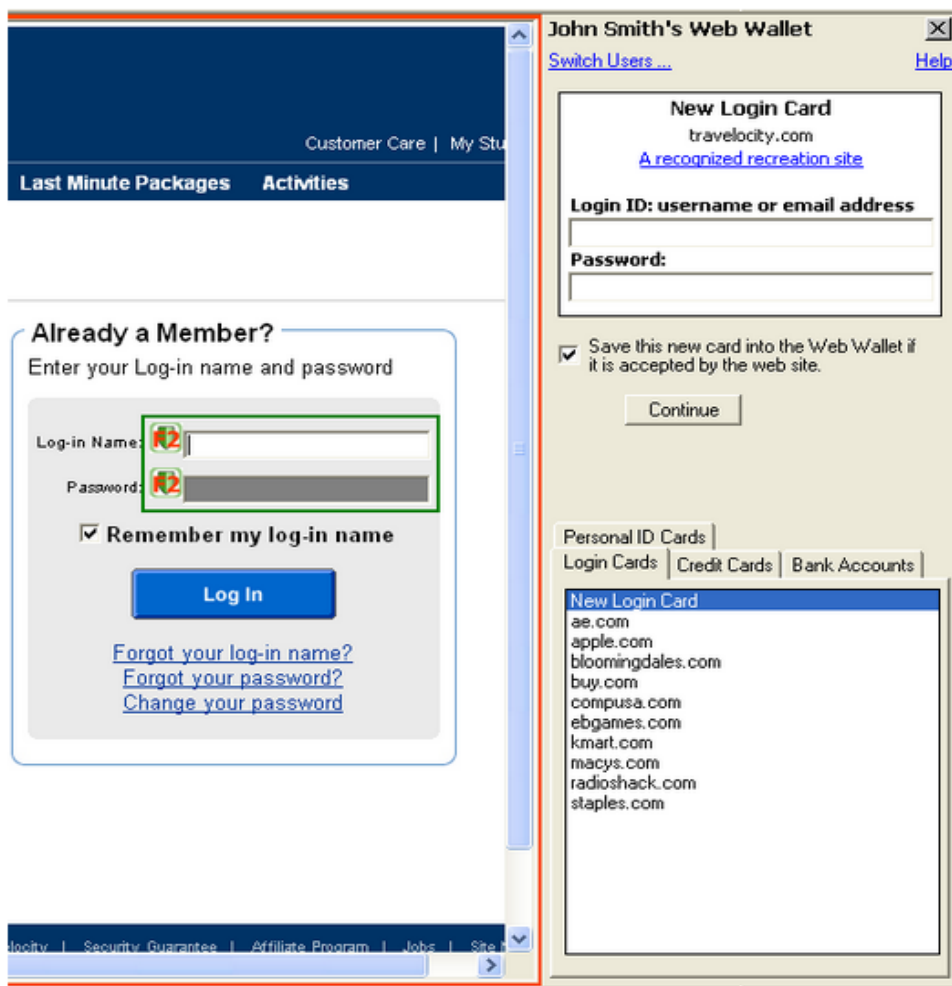 Customer Care | My Stu
Last Minute Packages Activities
Already a Member?
Enter your Log-in name and password
Log-in Name:
F2
Password:
F2
Remember my log-in name
Log In
Forgot your log-in name?
Forgot your password?
Change your password
locity | Security Guarantee | Affiliate Program | Jobs | Site
John Smith's Web Wallet
Switch Users ... Help
New Login Card
travelocity.com
A recognized recreation site
Login ID: username or email address
Password:
Save this new card into the Web Wallet if
it is accepted by the web site.
Continue
Personal ID Cards
Login Cards Credit Cards Bank Accounts
New Login Card
ae.com
apple.com
bloomingdales.com
buy.com
compusa.com
ebgames.com
kmart.com
macys.com
radioshack.com
staples.com